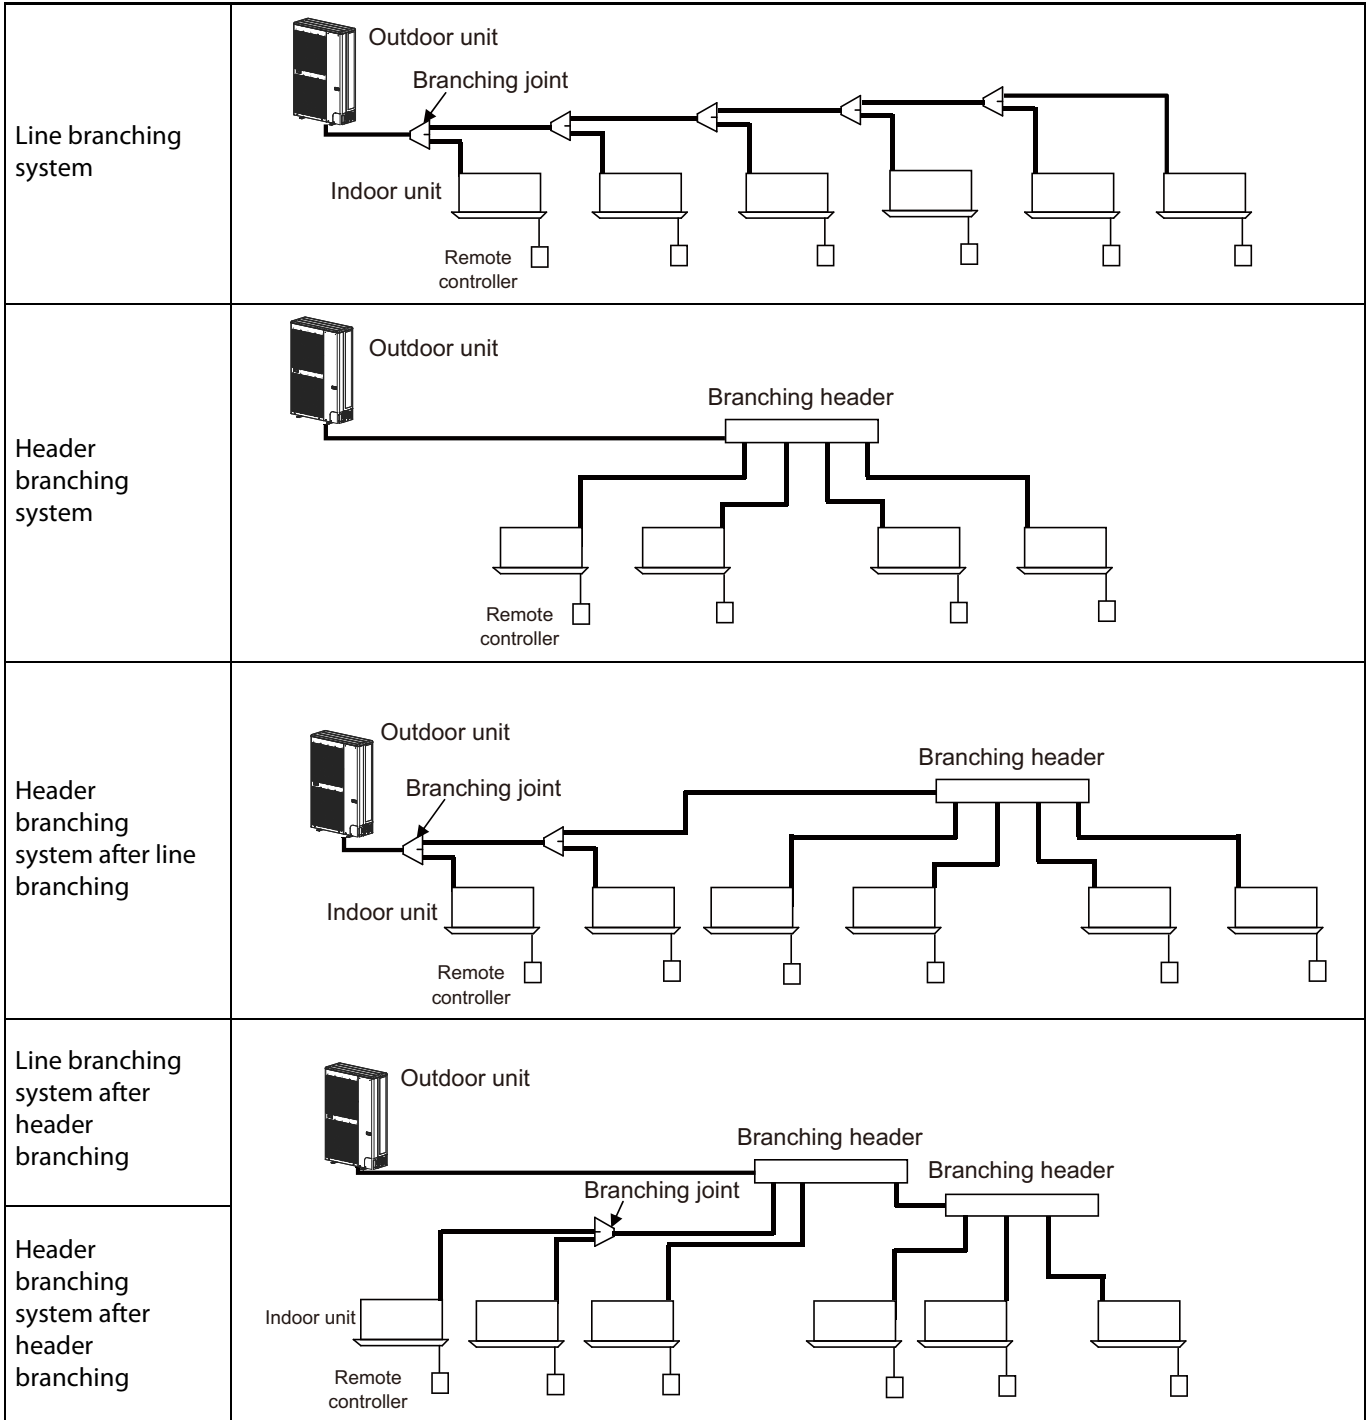 Line branching
system
Outdoor unit
Branching joint
Indoor unit
Remote
controller
Header
branching
system
Outdoor unit
Branching header
Remote
controller
Header
branching
system after line
branching
Outdoor unit
Branching joint
Branching header
Indoor unit
Remote
controller
Line branching
system after
header
branching
Header
branching
system after
header
branching
Outdoor unit
Branching header
Branching header
Branching joint
Indoor unit
Remote
controller